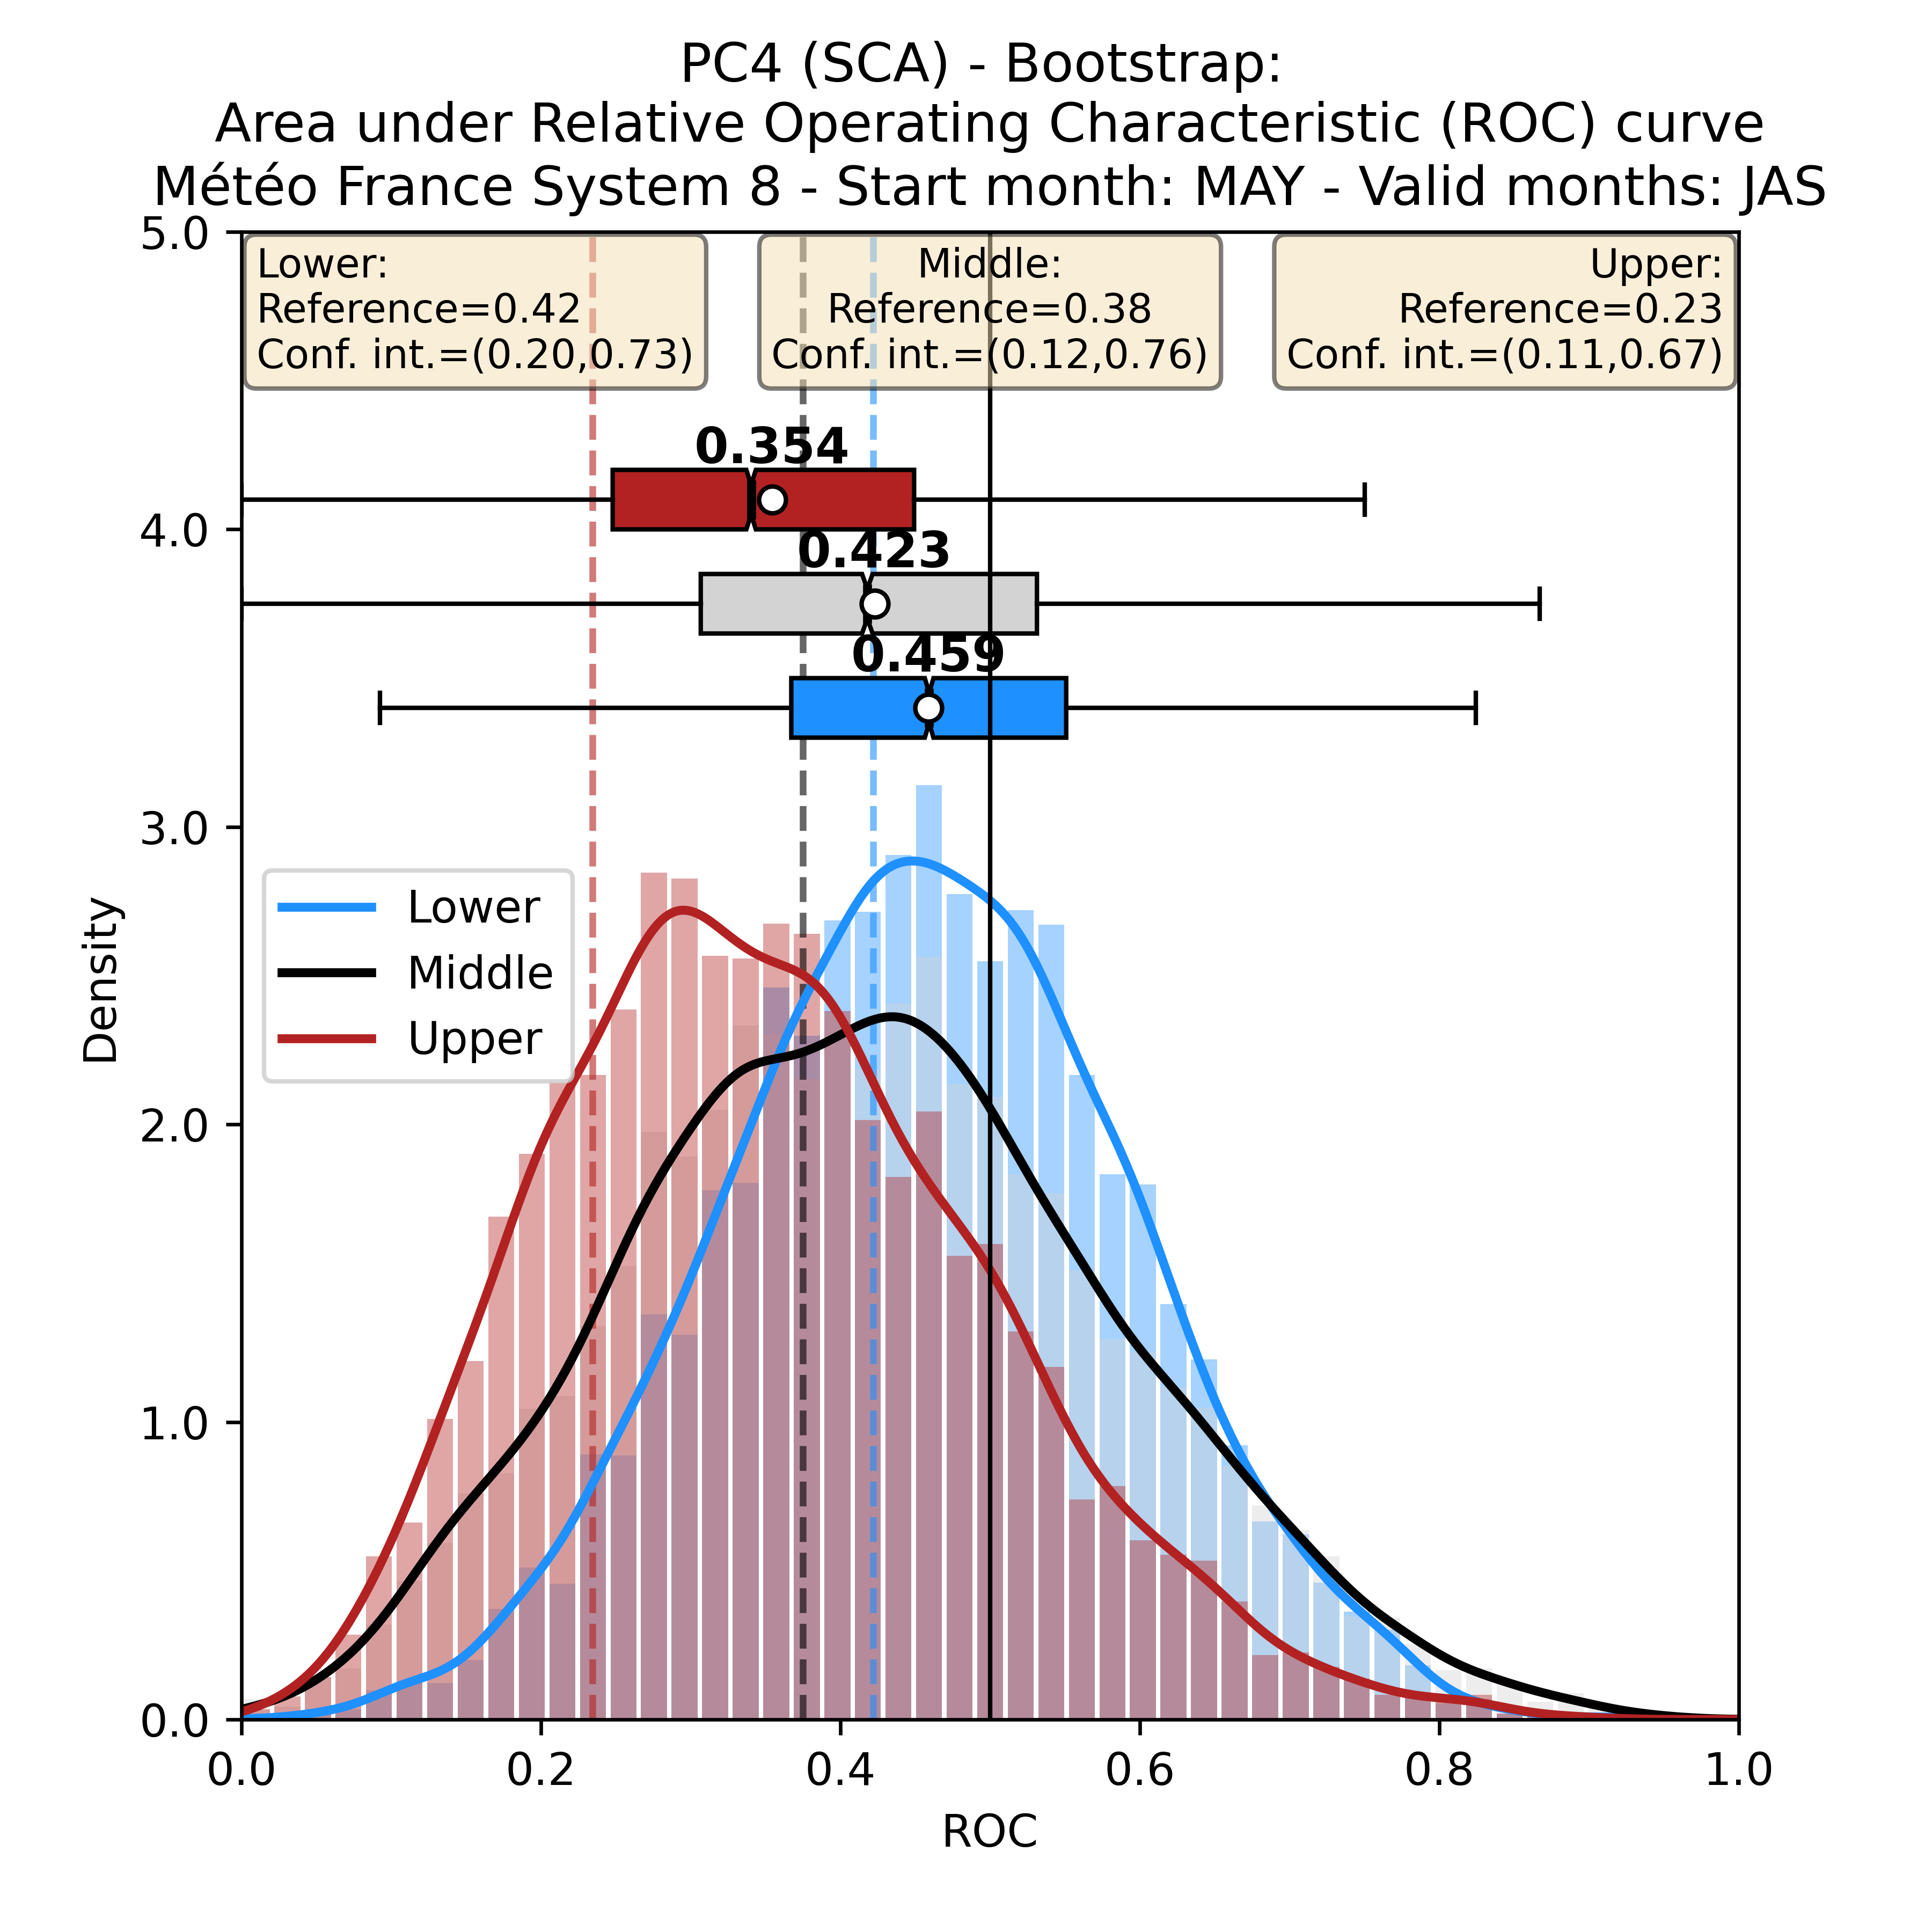 PC4 (SCA) - Bootstrap:
Area under Relative Operating Characteristic (ROC) curve
Météo France System 8 - Start month: MAY - Valid months: JAS
Lower:
Reference=0.42
Conf. int.=(0.20,0.73)
Middle:
Reference=0.38
Conf. int.=(0.12,0.76)
Upper:
Reference=0.23
Conf. int.=(0.11,0.67)
0.354
0.423
0.459
Lower
Middle
Upper
Density
5.0
4.0
3.0
2.0
1.0
0.0
0.0 0.2 0.4 0.6 0.8 1.0
ROC